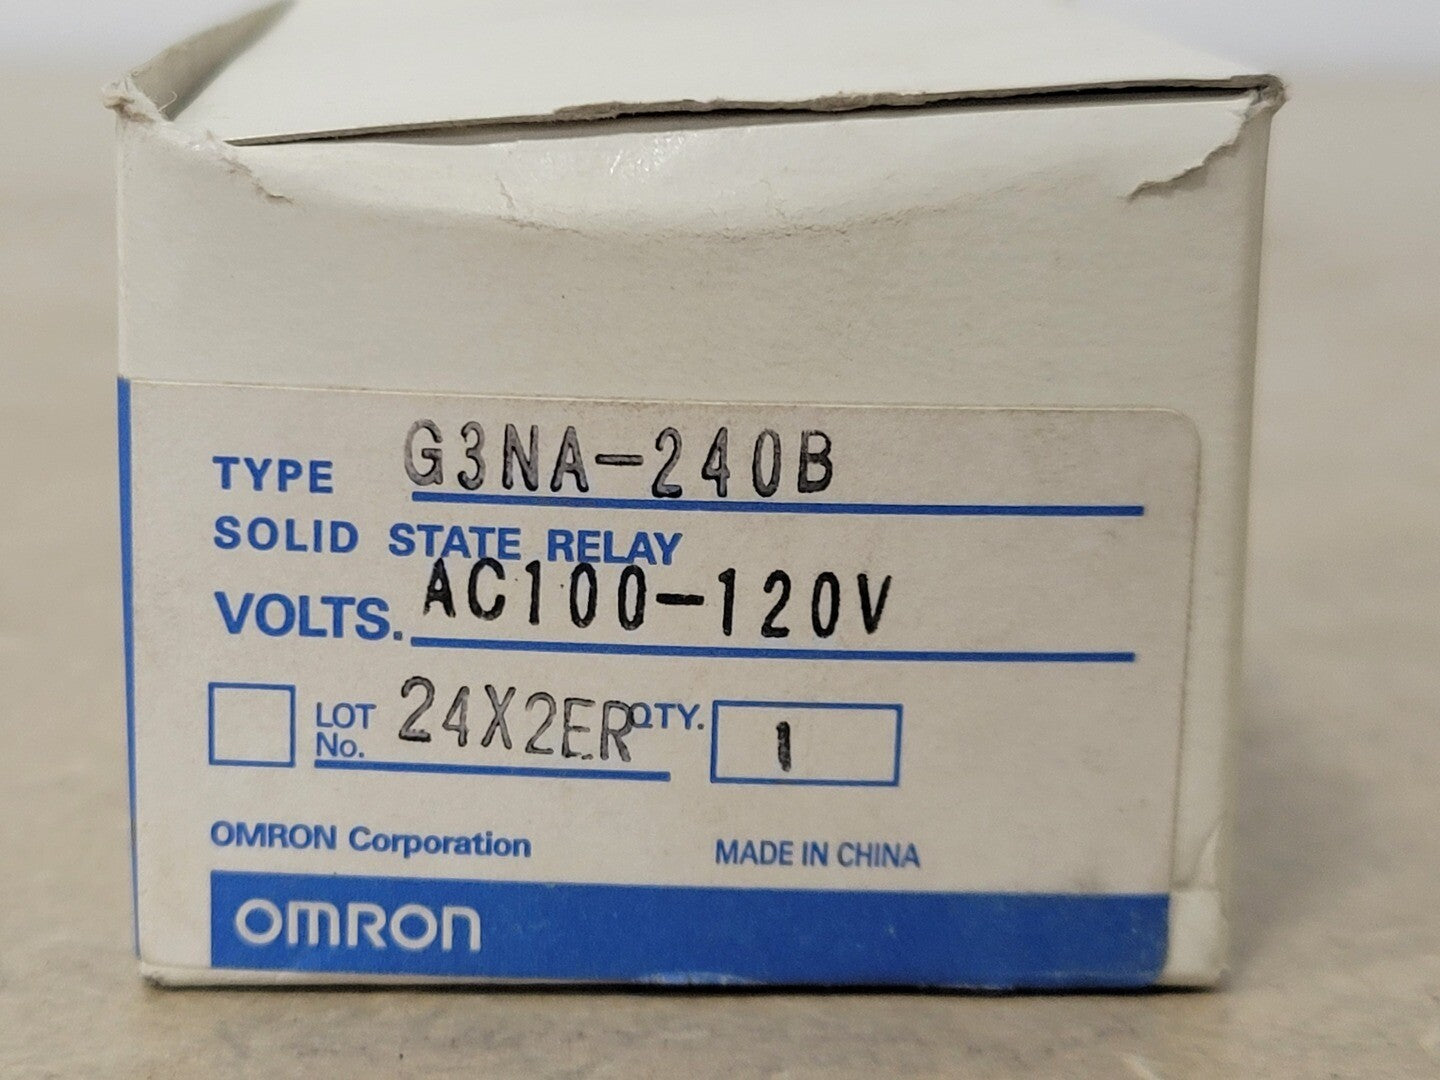 TYPE G3NA-240B
SOLID STATE RELAY
VOLTS. AC100-120V
LOT No. 24X2ER QTY. 1
OMRON Corporation MADE IN CHINA
OMRON